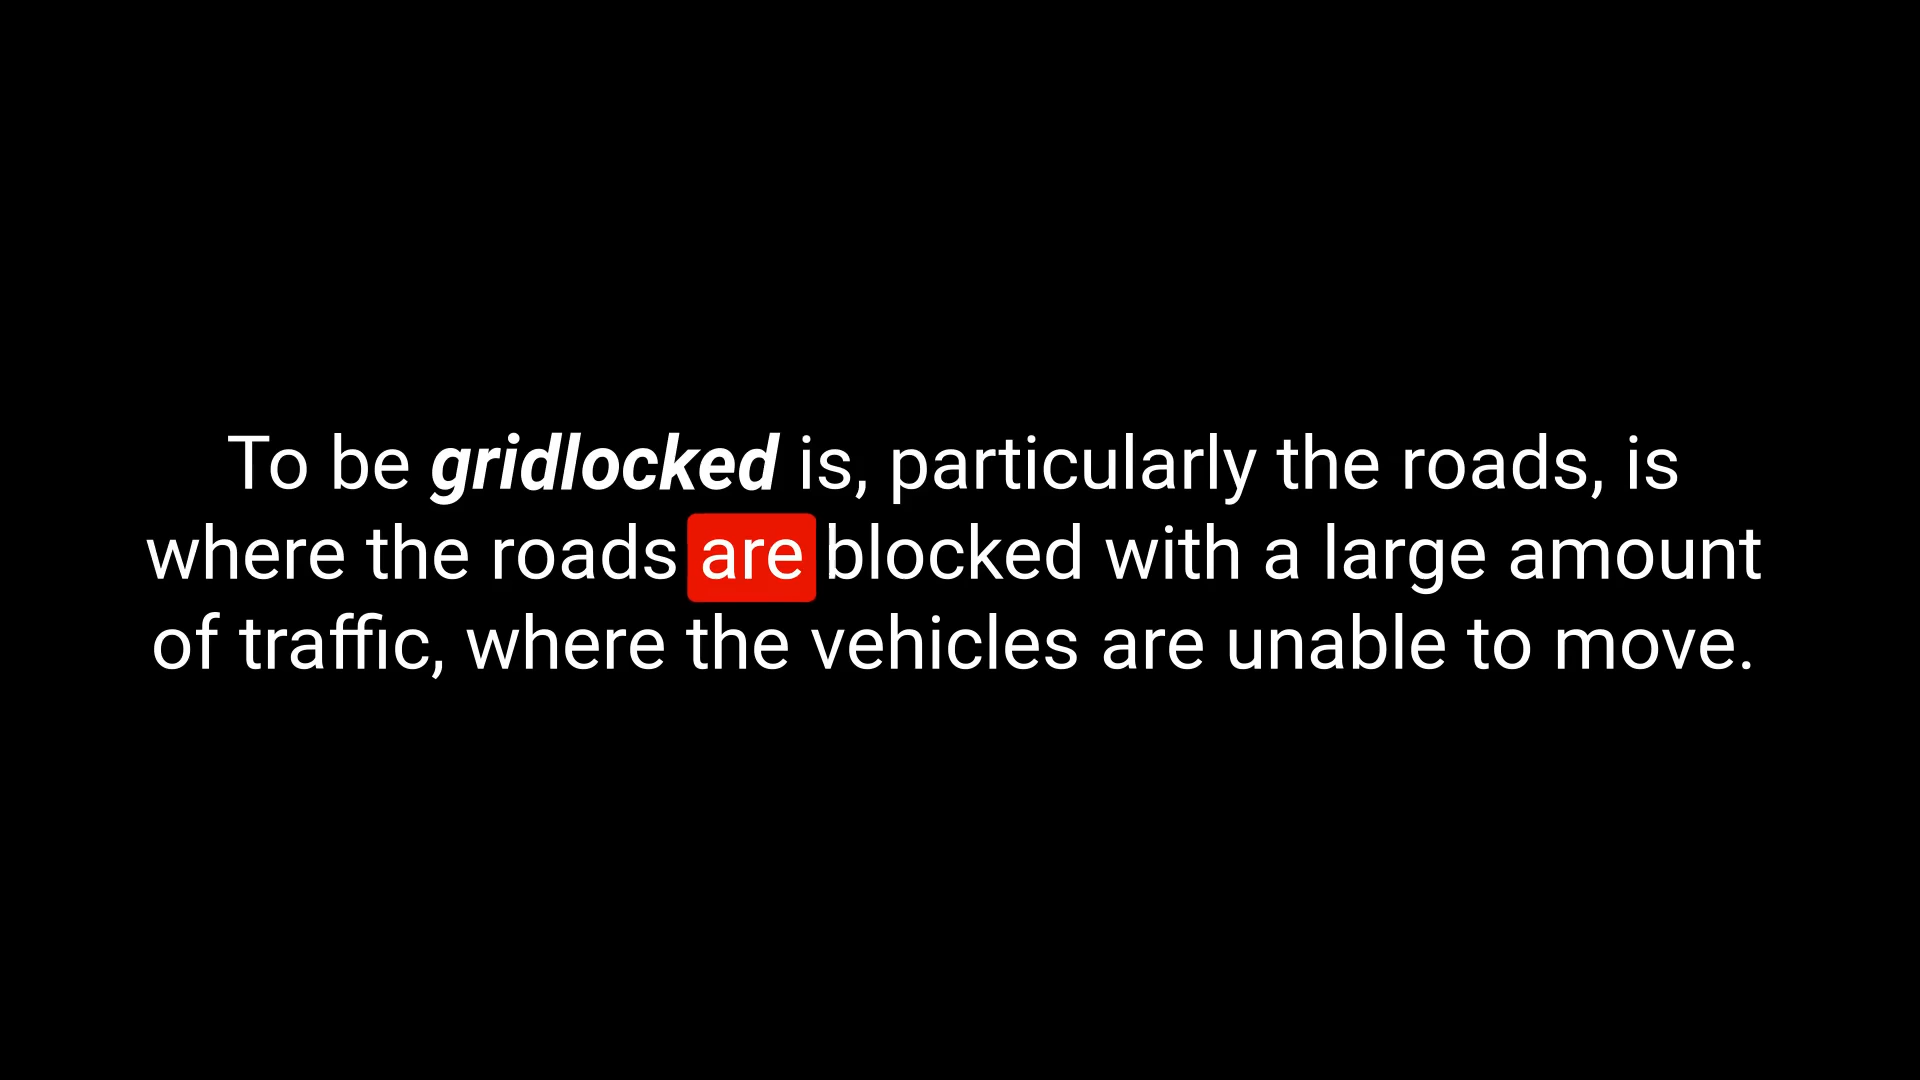 To be gridlocked is, particularly the roads, is
where the roads are blocked with a large amount
of traffic, where the vehicles are unable to move.